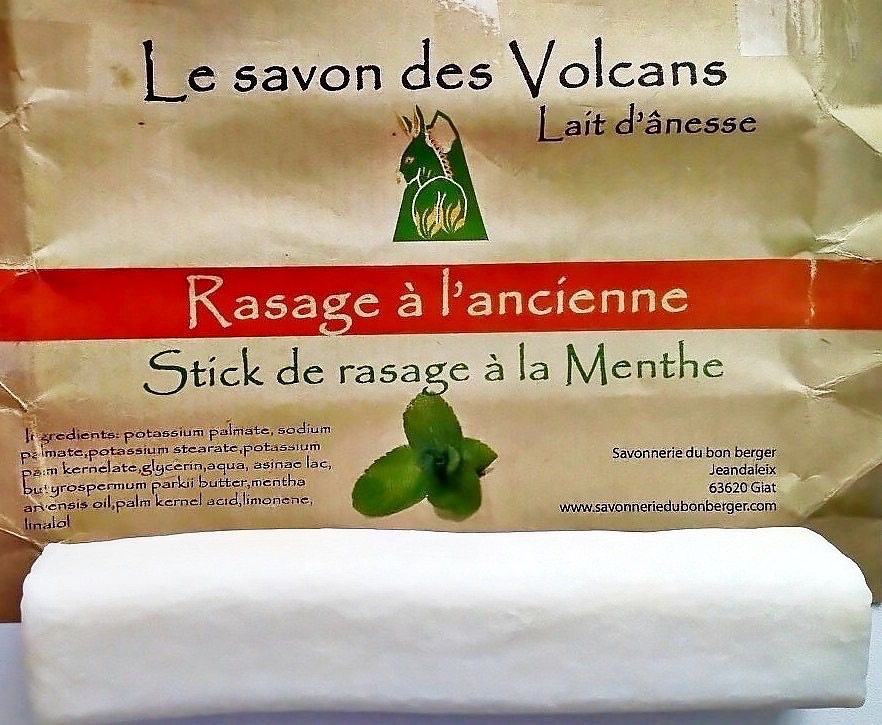 Le savon des Volcans
Lait d'ânesse
Rasage à l'ancienne
Stick de rasage à la Menthe
Ingredients: potassium palmate, sodium
palmate,potassium stearate,potassium
palm kernelate,glycerin,aqua, asinae lac,
butyrospermum parkii butter,mentha
arvensis oil,palm kernel acid,limonene,
linalol
Savonnerie du bon berger
Jeandaleix
63620 Giat
www.savonneriedubonberger.com